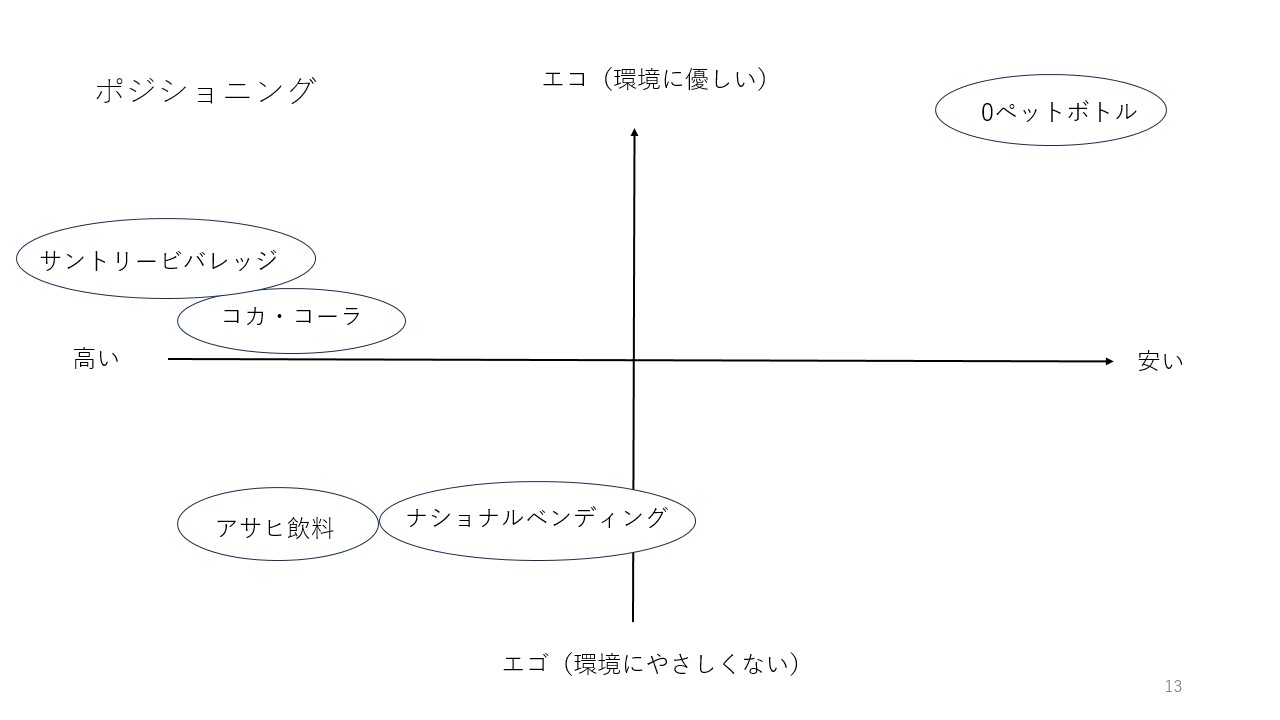 ポジショニング
エコ（環境に優しい）
0ペットボトル
サントリービバレッジ
コカ・コーラ
高い
安い
アサヒ飲料
ナショナルベンディング
エゴ（環境にやさしくない）
13